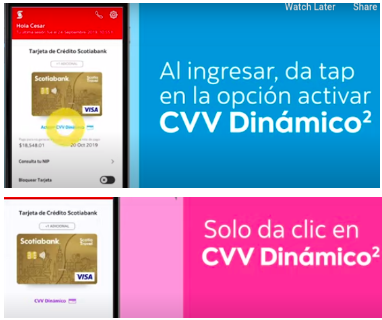 Watch Later Share
Hola Cesar
Tarjeta de Crédito Scotiabank
Scotiabank
VISA
Activar CVV Dinámico
$18,548.01 20 Oct 2019
Consulta tu NIP
Bloquear Tarjeta
Al ingresar, da tap
en la opción activar
CVV Dinámico²
Tarjeta de Crédito Scotiabank
Scotiabank
VISA
CVV Dinámico
Solo da clic en
CVV Dinámico²